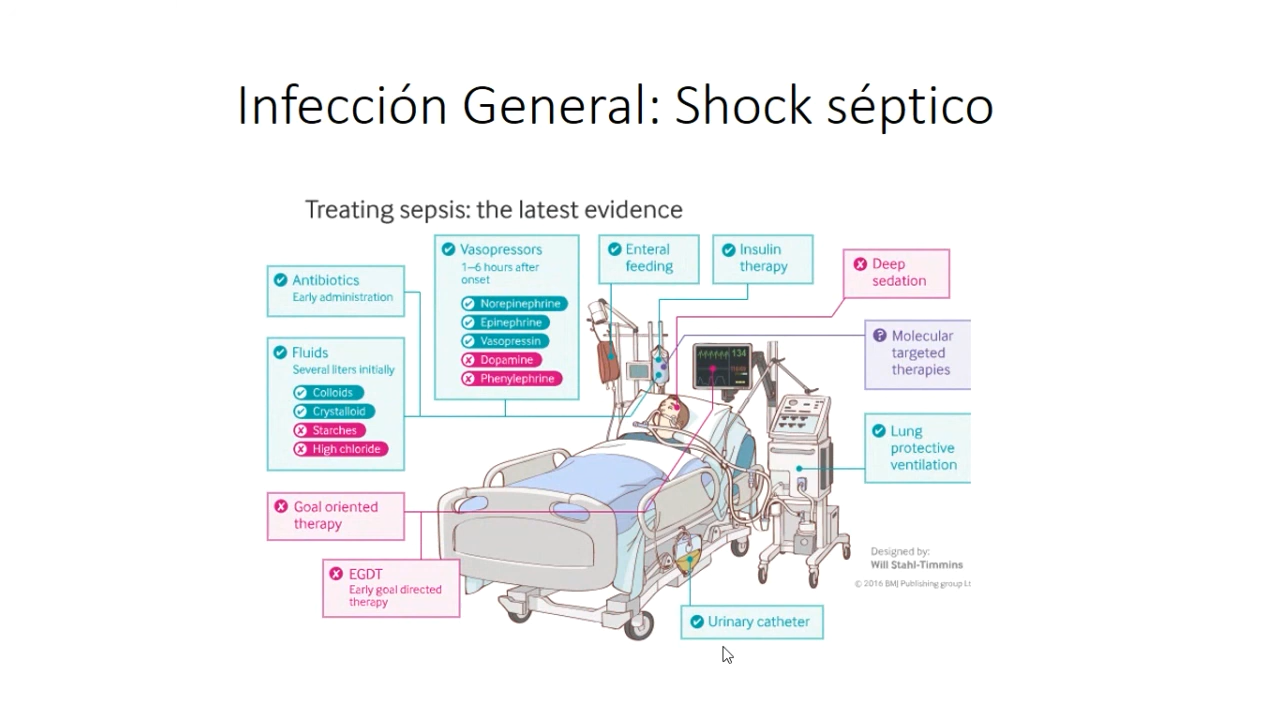 Infección General: Shock séptico
Treating sepsis: the latest evidence
Antibiotics
Early administration
Fluids
Several liters initially
Colloids
Crystalloid
Starches
High chloride
Vasopressors
1–6 hours after
onset
Norepinephrine
Epinephrine
Vasopressin
Dopamine
Phenylephrine
Enteral
feeding
Insulin
therapy
Deep
sedation
Molecular
targeted
therapies
134
Lung
protective
ventilation
Goal oriented
therapy
EGDT
Early goal directed
therapy
Urinary catheter
Designed by:
Will Stahl-Timmins
© 2016 BMJ Publishing group Lt